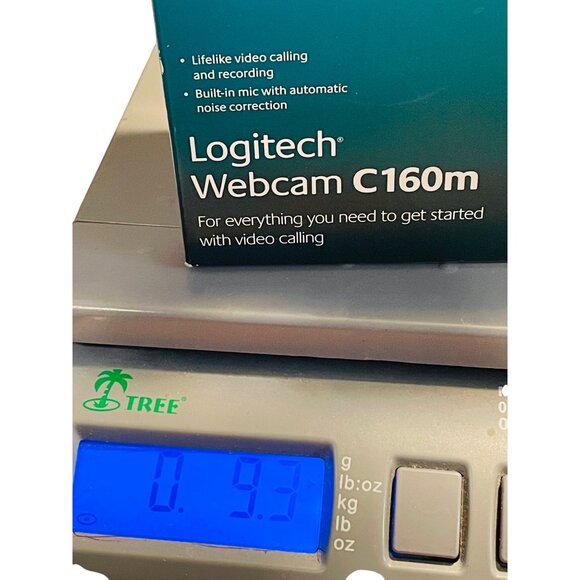 • Lifelike video calling
and recording
• Built-in mic with automatic
noise correction
Logitech®
Webcam C160m
For everything you need to get started
with video calling
TREE®
0. 9.3
g
lb:oz
kg
lb
oz